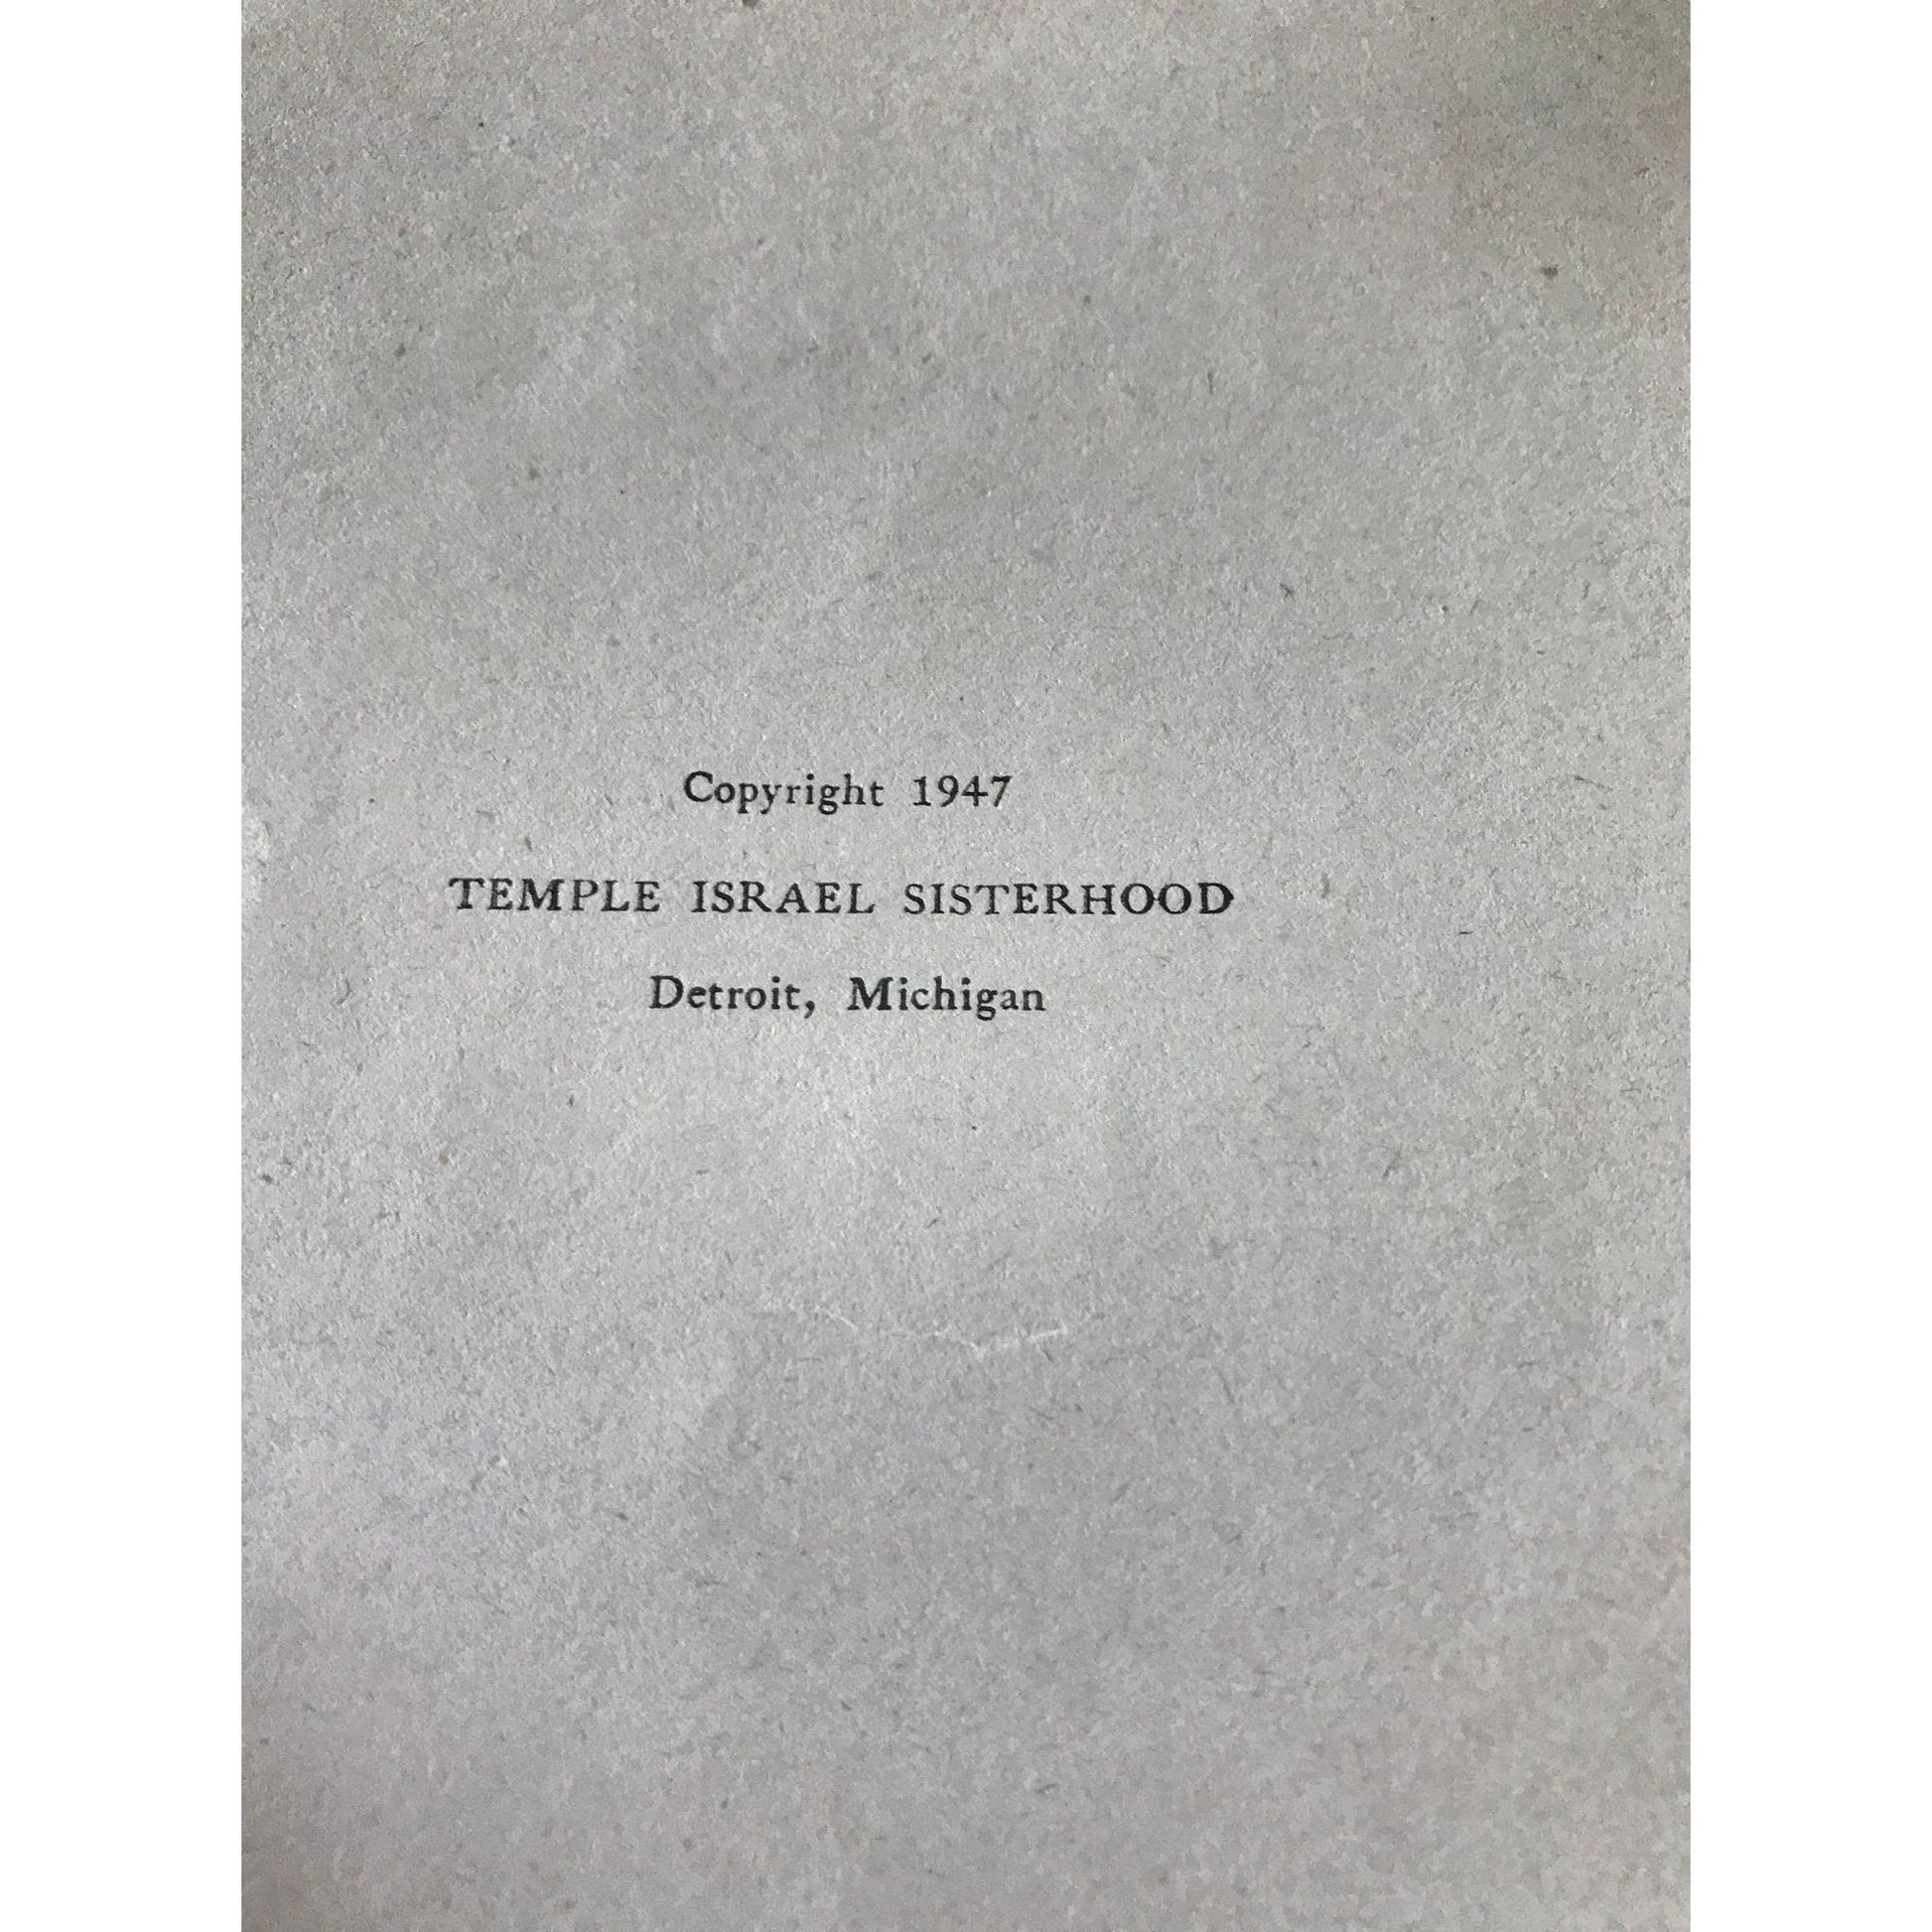 Copyright 1947
TEMPLE ISRAEL SISTERHOOD
Detroit, Michigan